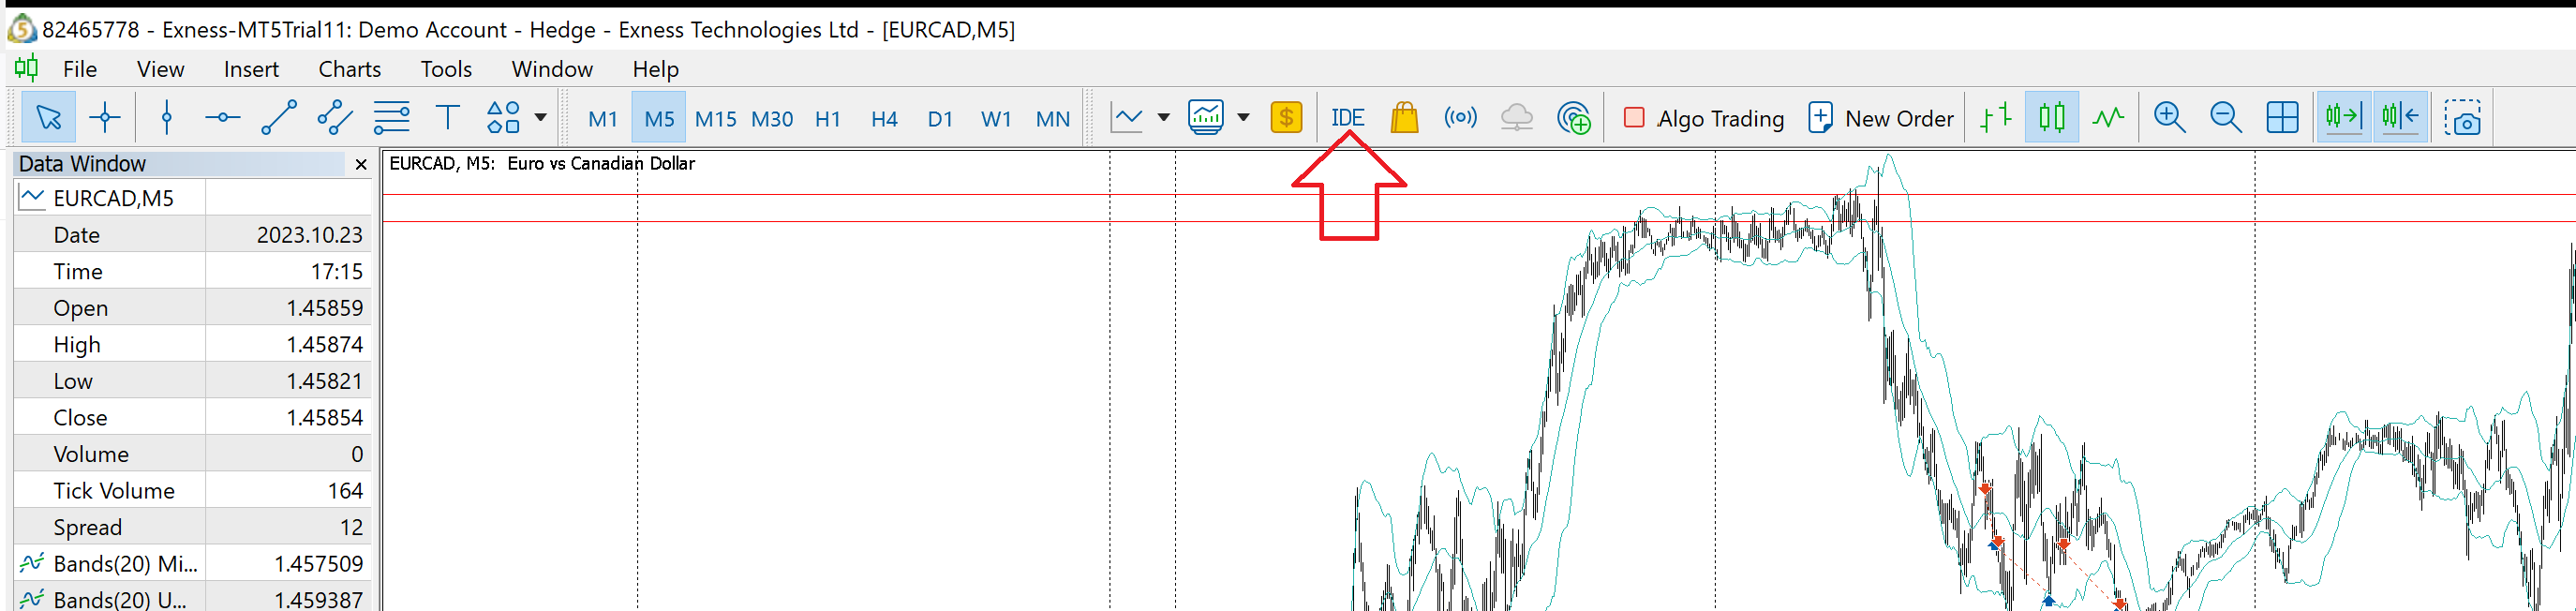 82465778 - Exness-MT5Trial11: Demo Account - Hedge - Exness Technologies Ltd - [EURCAD,M5]
File View Insert Charts Tools Window Help
T M1 M5 M15 M30 H1 H4 D1 W1 MN $ IDE Algo Trading New Order
Data Window
EURCAD, M5: Euro vs Canadian Dollar
EURCAD,M5
Date 2023.10.23
Time 17:15
Open 1.45859
High 1.45874
Low 1.45821
Close 1.45854
Volume 0
Tick Volume 164
Spread 12
Bands(20) Mi... 1.457509
Bands(20) U... 1.459387